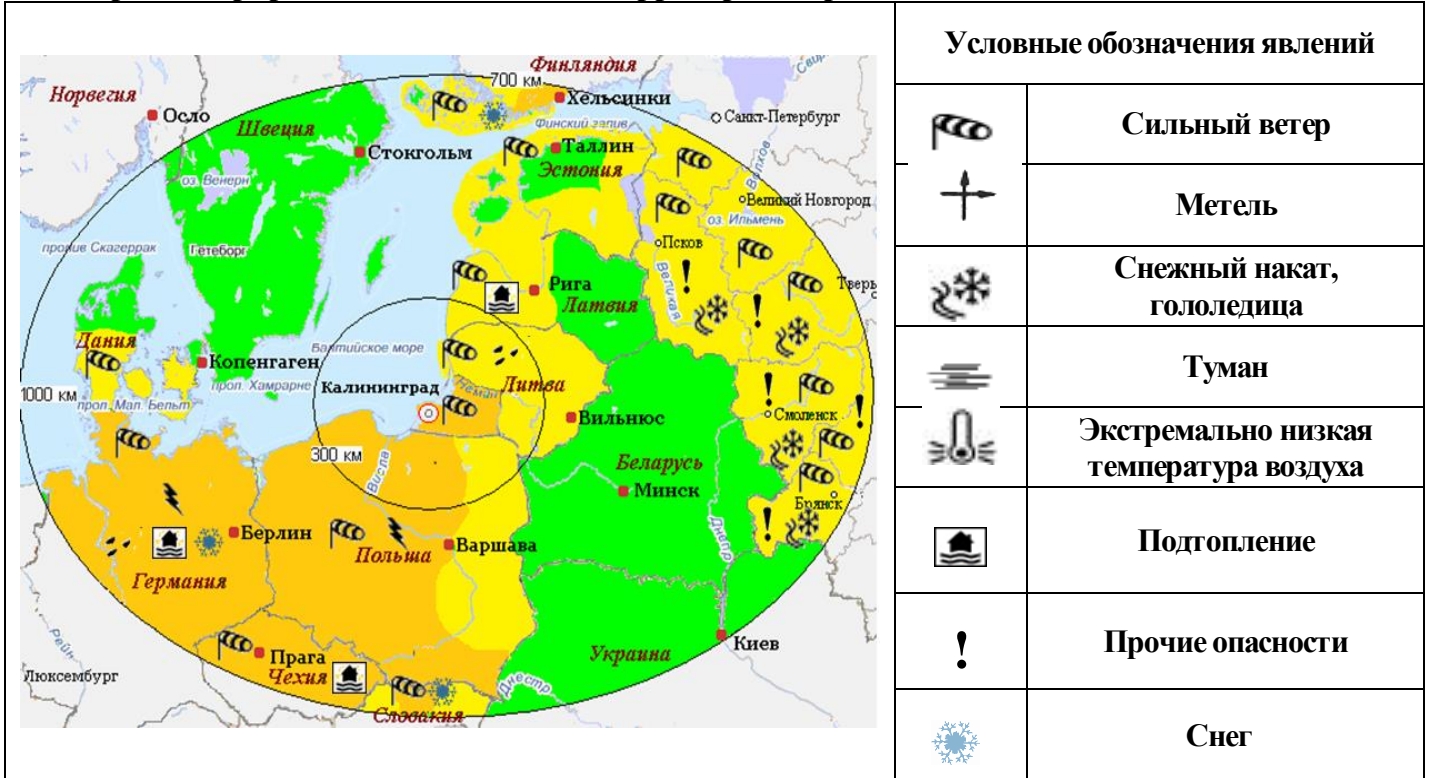 Условные обозначения явлений
Сильный ветер
Метель
Снежный накат,
гололедица
Туман
Экстремально низкая
температура воздуха
Подтопление
Прочие опасности
Снег
Финляндия
700 км
Норвегия
Хельсинки
Осло
Санкт-Петербург
Швеция
Финский залив
Стокгольм
Таллин
Эстония
Волхов
оз. Венерн
Великий Новгород
оз. Ильмень
пролив Скагеррак
Гётеборг
Псков
Великая
Рига
Тверь
Латвия
Дания
Балтийское море
Копенгаген
Литва
прол. Хамрарне
Калининград
Неман
1000 км
прол. Мал. Бельт
Смоленск
Вильнюс
300 км
Висла
Беларусь
Минск
Брянск
Днепр
Берлин
Польша
Варшава
Германия
Рейн
Прага
Чехия
Украина
Киев
Люксембург
Днестр
Словакия